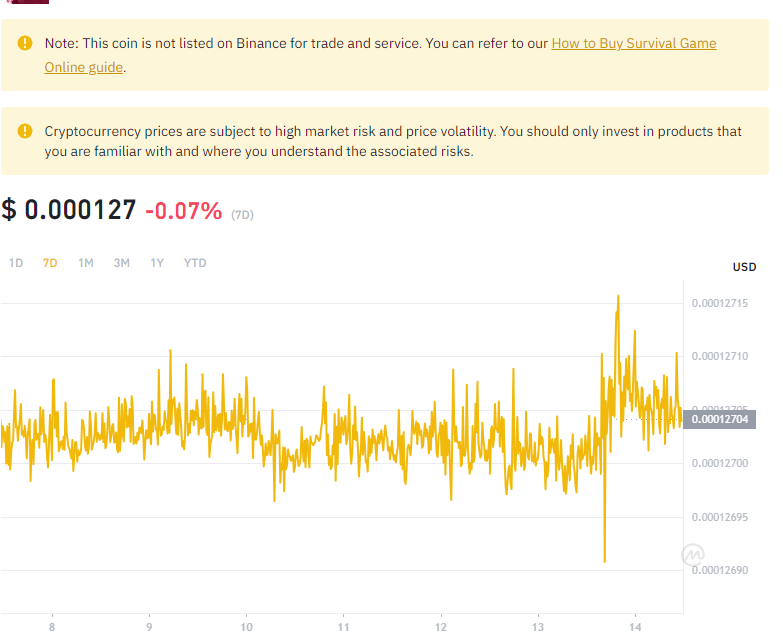 Note: This coin is not listed on Binance for trade and service. You can refer to our How to Buy Survival Game
Online guide.
Cryptocurrency prices are subject to high market risk and price volatility. You should only invest in products that
you are familiar with and where you understand the associated risks.
$ 0.000127 -0.07% (7D)
1D 7D 1M 3M 1Y YTD
USD
0.00012715
0.00012710
0.00012705
0.00012704
0.00012700
0.00012695
0.00012690
8 9 10 11 12 13 14